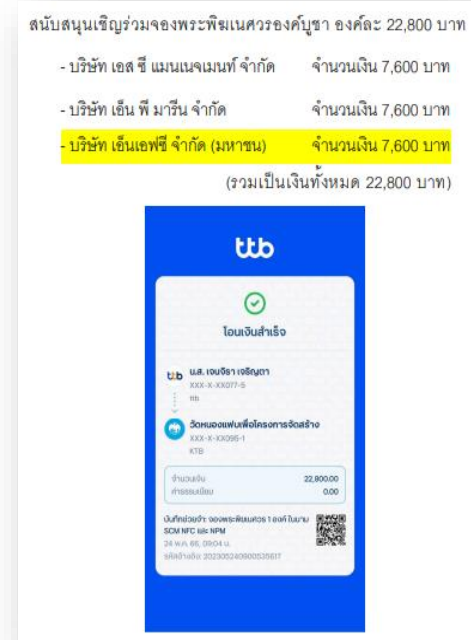 สนับสนุนเชิญร่วมจองพระพิฆเนศวรองค์บูชา องค์ละ 22,800 บาท
- บริษัท เอส ซี แมนเนจเมนท์ จำกัด จำนวนเงิน 7,600 บาท
- บริษัท เอ็น พี มารีน จำกัด จำนวนเงิน 7,600 บาท
- บริษัท เอ็นเอฟซี จำกัด (มหาชน) จำนวนเงิน 7,600 บาท
(รวมเป็นเงินทั้งหมด 22,800 บาท)
ttb
โอนเงินสำเร็จ
ttb น.ส. เจนจิรา เจริญตา
XXX-X-XX077-5
ttb
วัดหนองแฟบเพื่อโครงการจัดสร้าง
XXX-X-XX095-1
KTB
จำนวนเงิน 22,800.00
ค่าธรรมเนียม 0.00
บันทึกช่วยจำ: จองพระพิฆเนศวร 1 องค์ ในนาม
SCM NFC และ NPM
24 พ.ค. 66, 09:04 น.
รหัสอ้างอิง: 202305240900535617